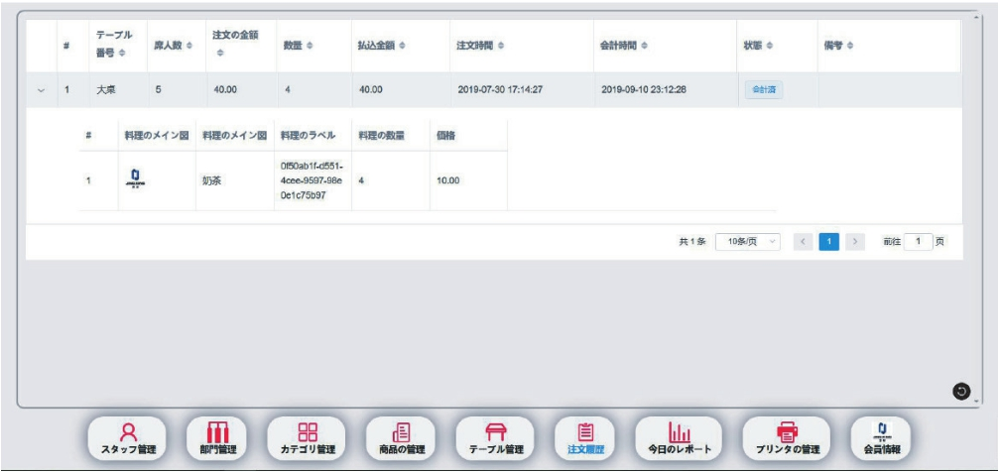 # テーブル番号 席人数 注文の金額 数量 払込金額 注文時間 会計時間 状態 備考
1 大桌 5 40.00 4 40.00 2019-07-30 17:14:27 2019-09-10 23:12:28 会計済
# 料理のメイン図 料理のメイン図 料理のラベル 料理の数量 価格
1 奶茶 0f50ab1f-d551-4cee-9597-98e0e1c75b97 4 10.00
共 1 条 10条/页 1 前往 1 页
スタッフ管理 部門管理 カテゴリ管理 商品の管理 テーブル管理 注文履歴 今日のレポート プリンタの管理 会員情報